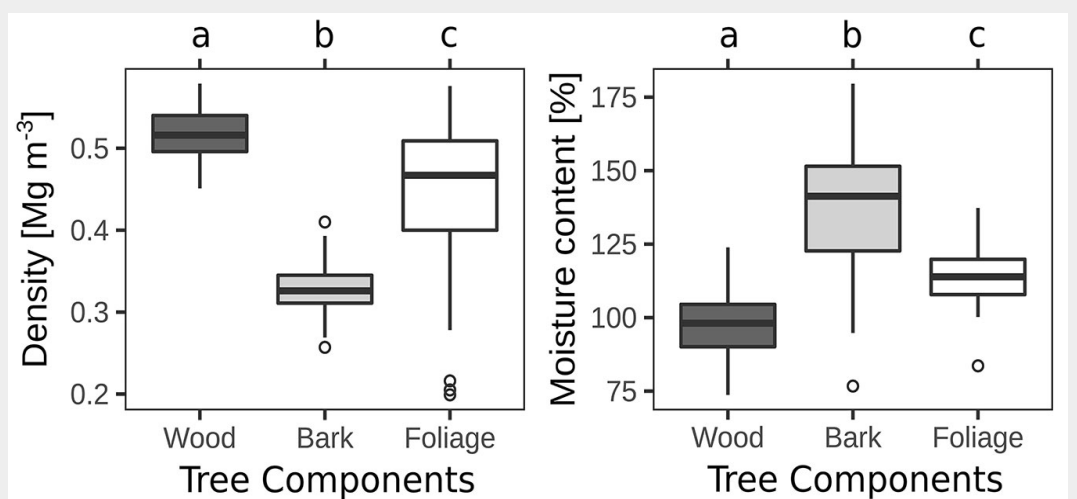 a b c
Density [Mg m-3]
0.5
0.4
0.3
0.2
Wood Bark Foliage
Tree Components
a b c
Moisture content [%]
175
150
125
100
75
Wood Bark Foliage
Tree Components